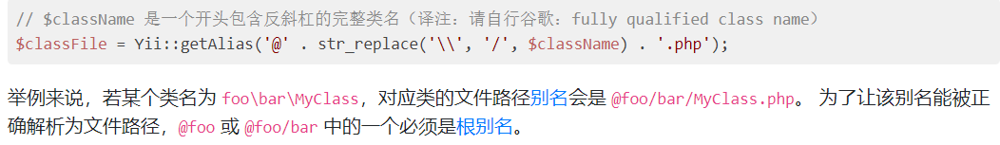 // $className 是一个开头包含反斜杠的完整类名（译注：请自行谷歌：fully qualified class name）
$classFile = Yii::getAlias('@' . str_replace('\\', '/', $className) . '.php');
举例来说，若某个类名为 foo\bar\MyClass，对应类的文件路径别名会是 @foo/bar/MyClass.php。 为了让该别名能被正
确解析为文件路径，@foo 或 @foo/bar 中的一个必须是根别名。